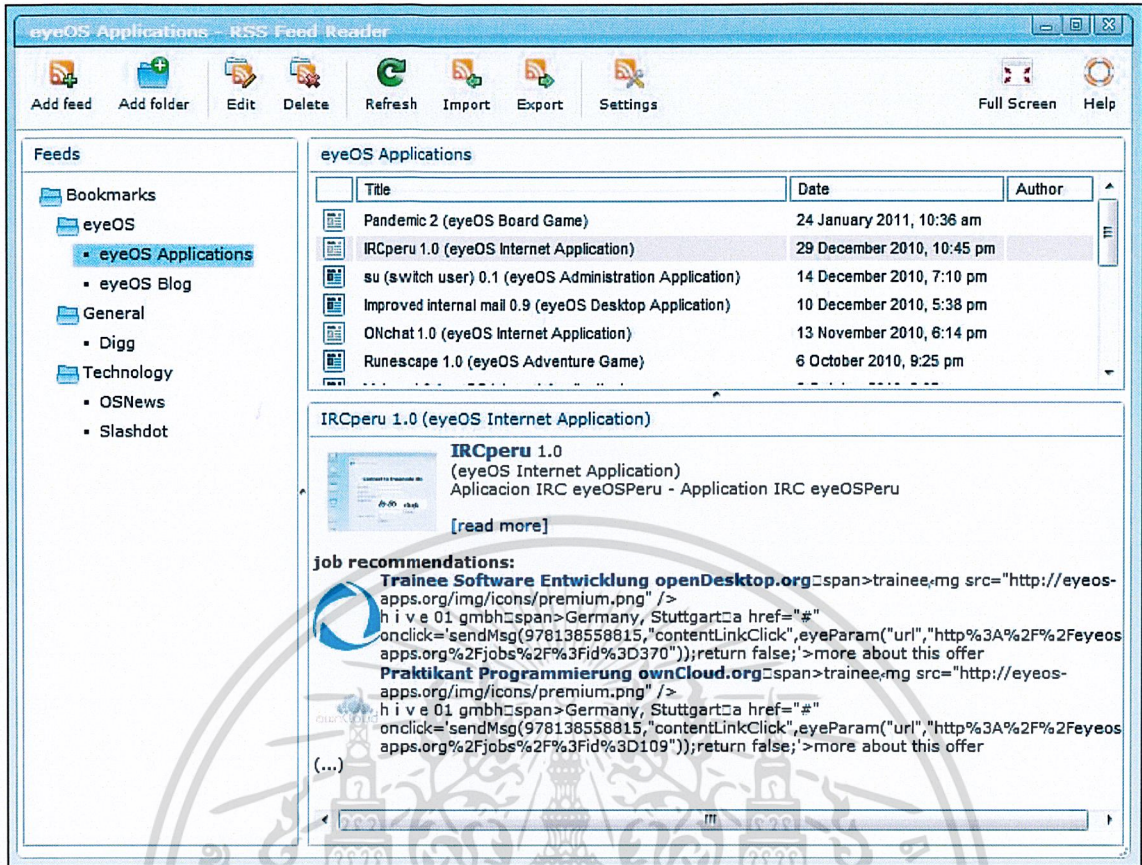 eyeOS Applications - RSS Feed Reader
Add feed Add folder Edit Delete Refresh Import Export Settings Full Screen Help
Feeds
Bookmarks
eyeOS
eyeOS Applications
eyeOS Blog
General
Digg
Technology
OSNews
Slashdot
eyeOS Applications
Title Date Author
Pandemic 2 (eyeOS Board Game) 24 January 2011, 10:36 am
IRCperu 1.0 (eyeOS Internet Application) 29 December 2010, 10:45 pm
su (switch user) 0.1 (eyeOS Administration Application) 14 December 2010, 7:10 pm
Improved internal mail 0.9 (eyeOS Desktop Application) 10 December 2010, 5:38 pm
ONchat 1.0 (eyeOS Internet Application) 13 November 2010, 6:14 pm
Runescape 1.0 (eyeOS Adventure Game) 6 October 2010, 9:25 pm
IRCperu 1.0 (eyeOS Internet Application)
IRCperu 1.0
(eyeOS Internet Application)
Aplicacion IRC eyeOSPeru - Application IRC eyeOSPeru
[read more]
job recommendations:
Trainee Software Entwicklung openDesktop.org□span>trainee,mg src="http://eyeos-
apps.org/img/icons/premium.png" />
h i v e 01 gmbh□span>Germany, Stuttgart□a href="#"
onclick='sendMsg(978138558815,"contentLinkClick",eyeParam("url","http%3A%2F%2Feyeos
apps.org%2Fjobs%2F%3Fid%3D370"));return false;'>more about this offer
Praktikant Programmierung ownCloud.org□span>trainee,mg src="http://eyeos-
apps.org/img/icons/premium.png" />
ownCloud
h i v e 01 gmbh□span>Germany, Stuttgart□a href="#"
onclick='sendMsg(978138558815,"contentLinkClick",eyeParam("url","http%3A%2F%2Feyeos
apps.org%2Fjobs%2F%3Fid%3D109"));return false;'>more about this offer
(...)